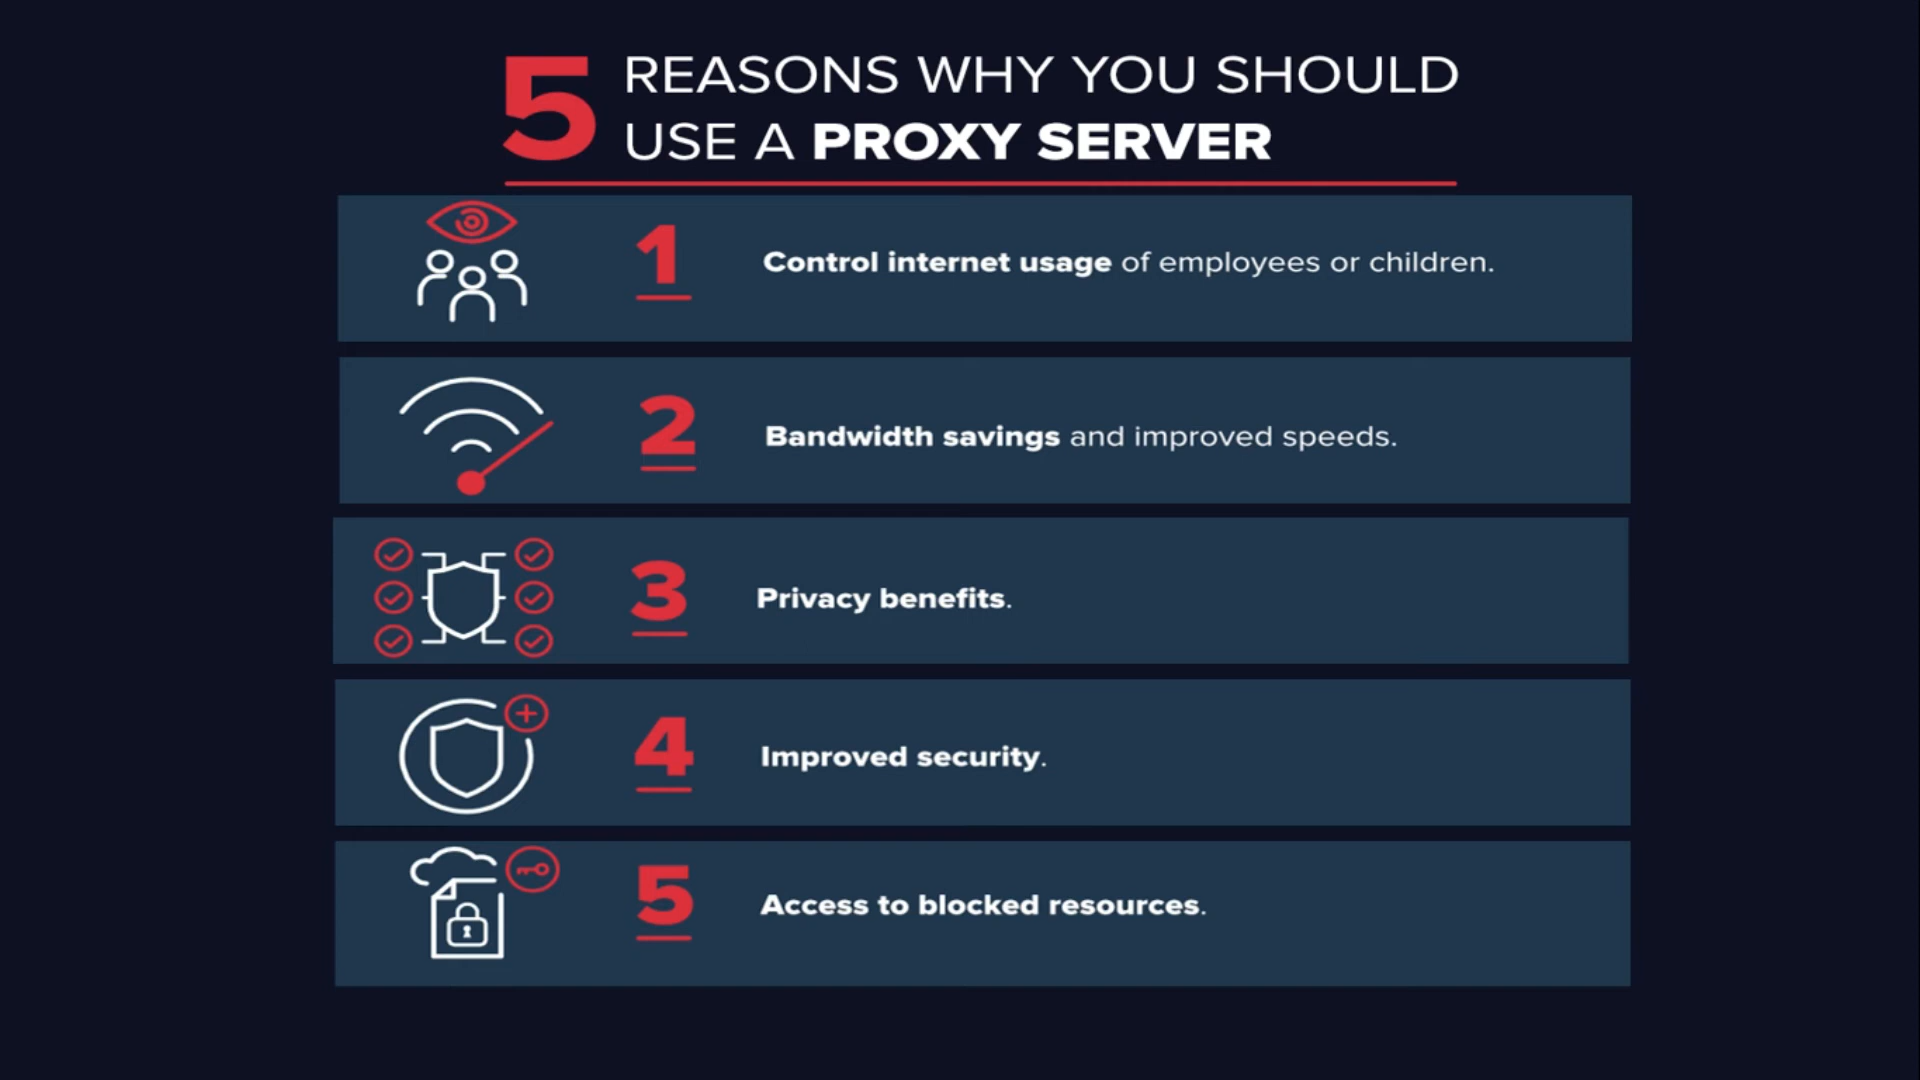 5 REASONS WHY YOU SHOULD
USE A PROXY SERVER
1 Control internet usage of employees or children.
2 Bandwidth savings and improved speeds.
3 Privacy benefits.
4 Improved security.
5 Access to blocked resources.